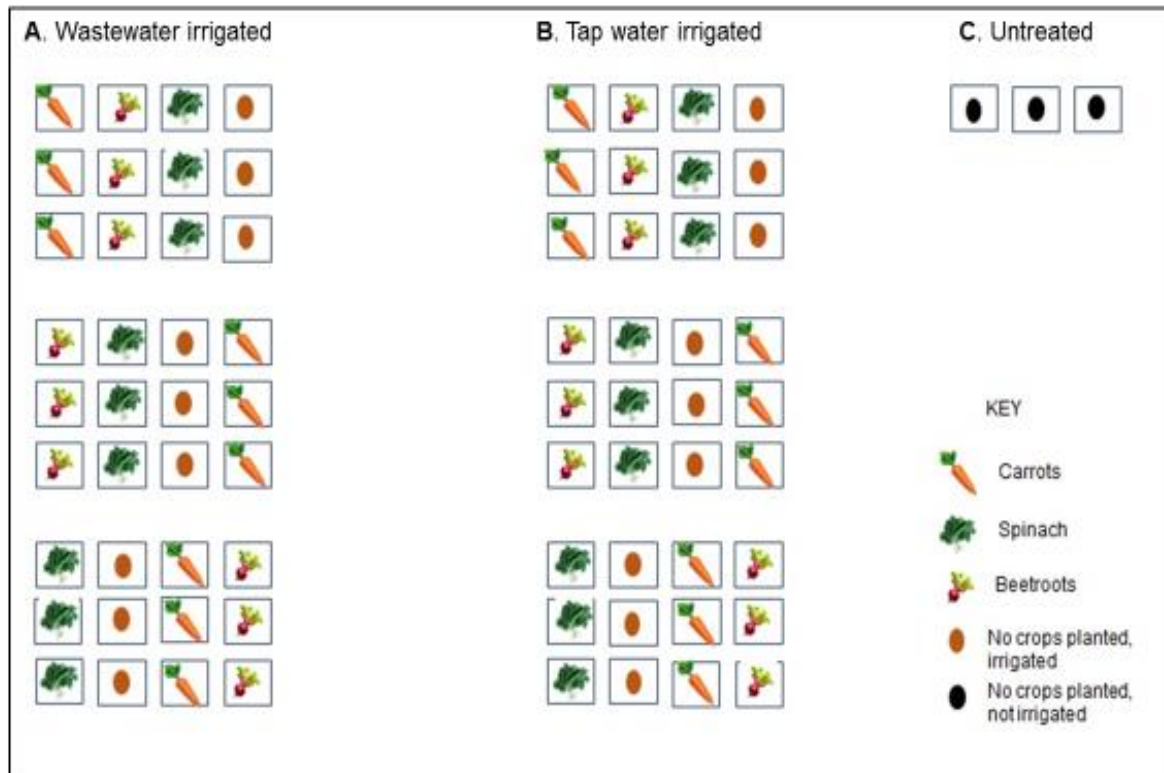 A. Wastewater irrigated
B. Tap water irrigated
C. Untreated
KEY
Carrots
Spinach
Beetroots
No crops planted,
irrigated
No crops planted,
not irrigated